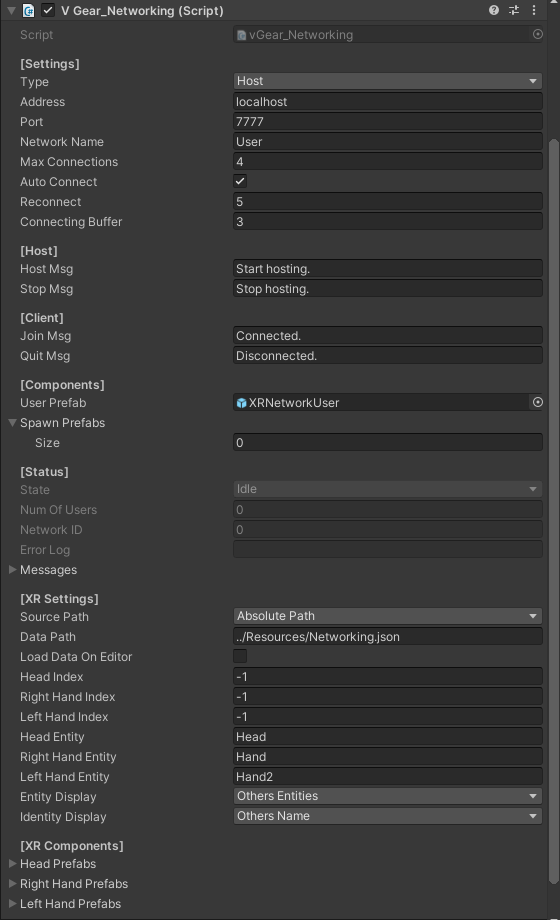 V Gear_Networking (Script)
Script vGear_Networking
[Settings]
Type Host
Address localhost
Port 7777
Network Name User
Max Connections 4
Auto Connect
Reconnect 5
Connecting Buffer 3
[Host]
Host Msg Start hosting.
Stop Msg Stop hosting.
[Client]
Join Msg Connected.
Quit Msg Disconnected.
[Components]
User Prefab XRNetworkUser
Spawn Prefabs
Size 0
[Status]
State Idle
Num Of Users 0
Network ID 0
Error Log
Messages
[XR Settings]
Source Path Absolute Path
Data Path ../Resources/Networking.json
Load Data On Editor
Head Index -1
Right Hand Index -1
Left Hand Index -1
Head Entity Head
Right Hand Entity Hand
Left Hand Entity Hand2
Entity Display Others Entities
Identity Display Others Name
[XR Components]
Head Prefabs
Right Hand Prefabs
Left Hand Prefabs